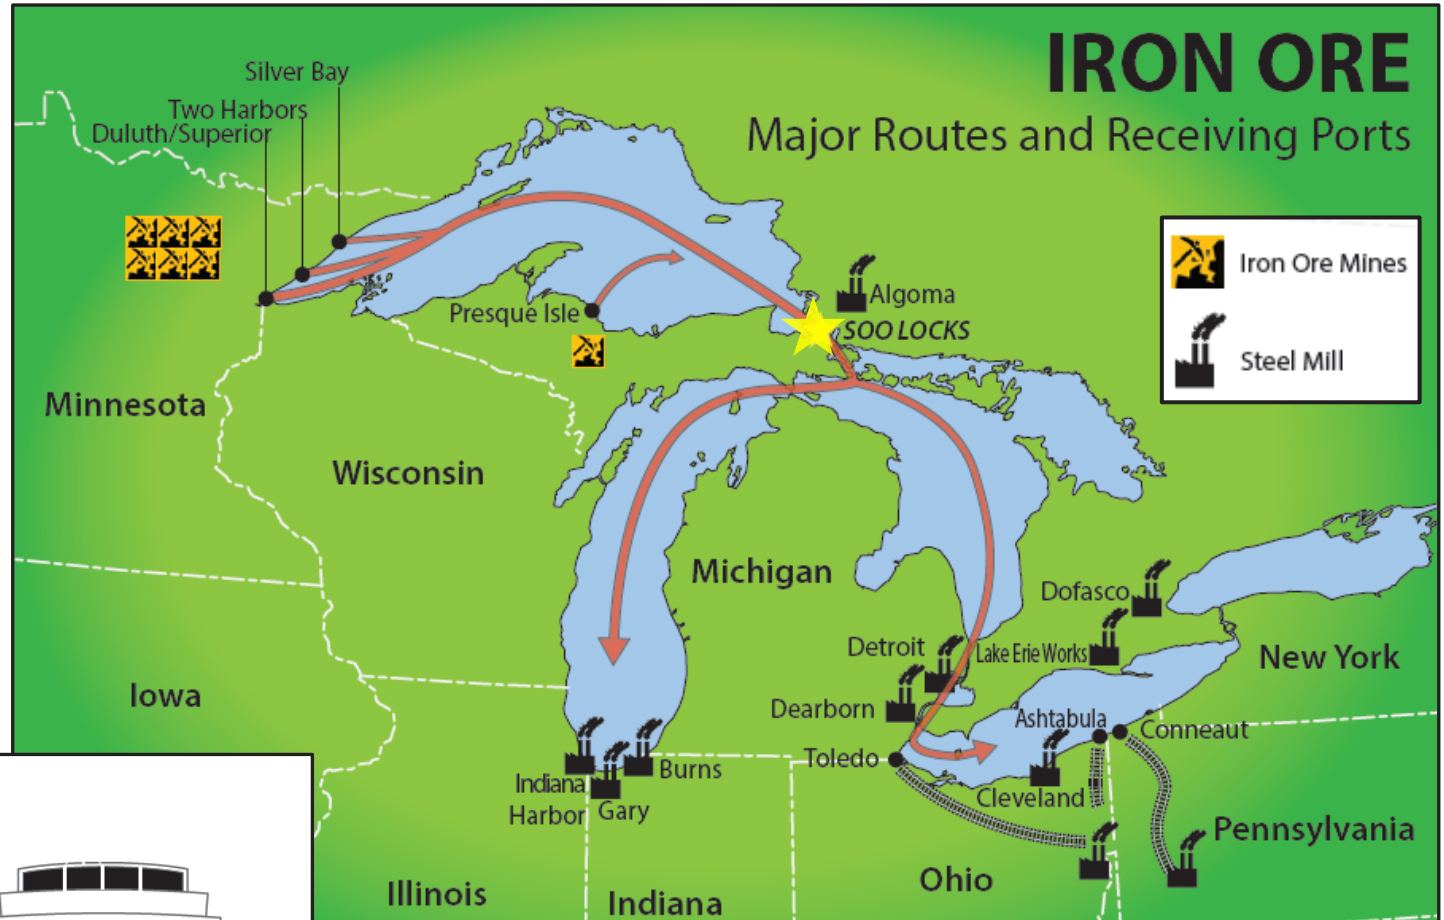 IRON ORE
Major Routes and Receiving Ports
Silver Bay
Two Harbors
Duluth/Superior
Iron Ore Mines
Steel Mill
Algoma
SOO LOCKS
Presque Isle
Minnesota
Wisconsin
Michigan
Dofasco
Lake Erie Works
New York
Detroit
Dearborn
Iowa
Ashtabula
Conneaut
Toledo
Burns
Indiana
Harbor
Gary
Cleveland
Pennsylvania
Ohio
Illinois
Indiana